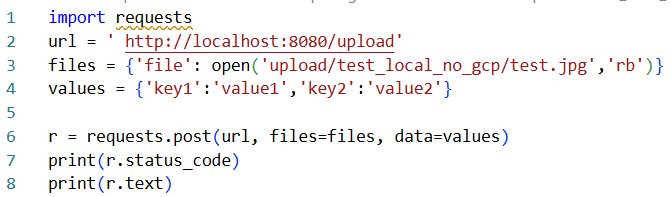 1 import requests
2 url = ' http://localhost:8080/upload'
3 files = {'file': open('upload/test_local_no_gcp/test.jpg','rb')}
4 values = {'key1':'value1','key2':'value2'}
5
6 r = requests.post(url, files=files, data=values)
7 print(r.status_code)
8 print(r.text)